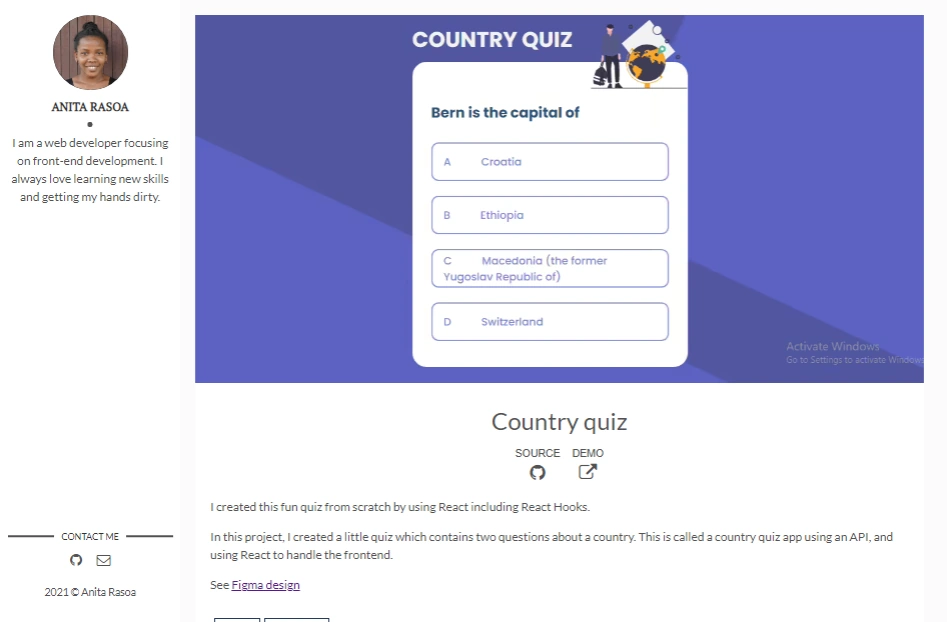 ANITA RASOA
I am a web developer focusing
on front-end development. I
always love learning new skills
and getting my hands dirty.
CONTACT ME
2021 © Anita Rasoa
COUNTRY QUIZ
Bern is the capital of
A Croatia
B Ethiopia
C Macedonia (the former
Yugoslav Republic of)
D Switzerland
Activate Windows
Go to Settings to activate Windows
Country quiz
SOURCE DEMO
I created this fun quiz from scratch by using React including React Hooks.
In this project, I created a little quiz which contains two questions about a country. This is called a country quiz app using an API, and
using React to handle the frontend.
See Figma design